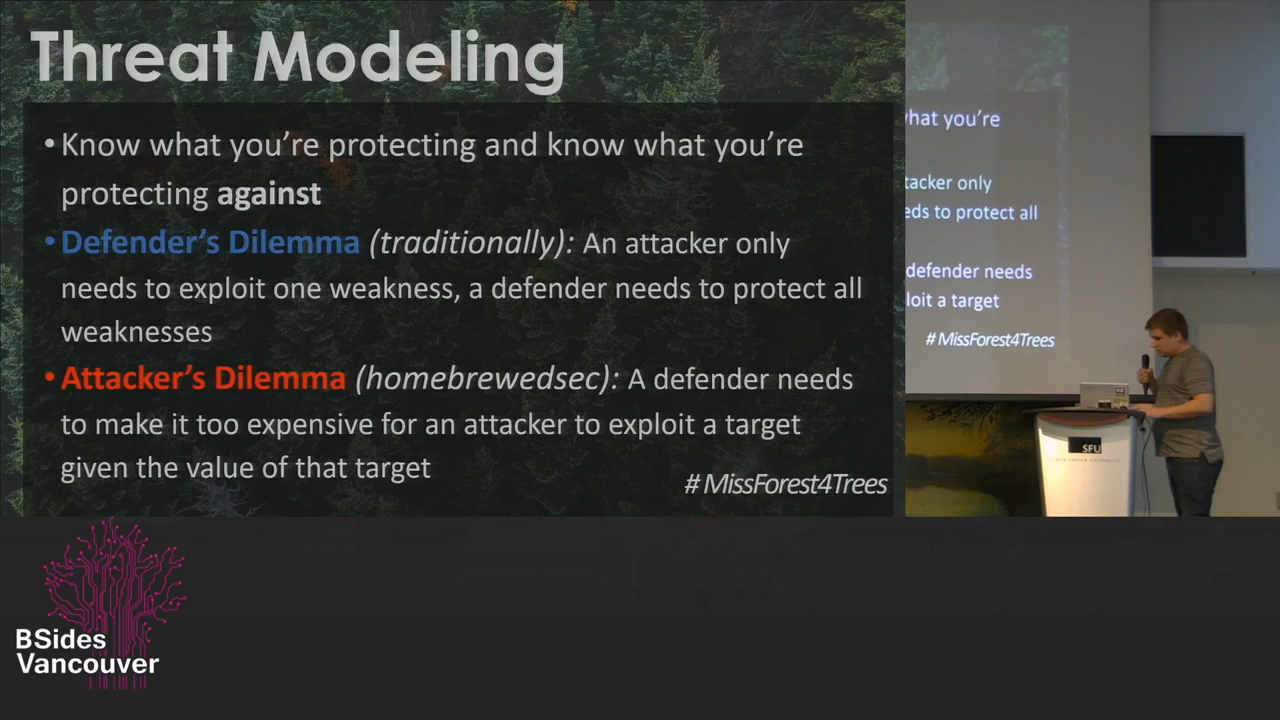 Threat Modeling
• Know what you're protecting and know what you're
protecting against
• Defender's Dilemma (traditionally): An attacker only
needs to exploit one weakness, a defender needs to protect all
weaknesses
• Attacker's Dilemma (homebrewedsec): A defender needs
to make it too expensive for an attacker to exploit a target
given the value of that target
#MissForest4Trees
what you're
tacker only
eds to protect all
defender needs
loit a target
#MissForest4Trees
SFU
BSides
Vancouver